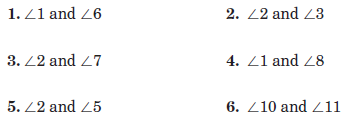 1. ∠1 and ∠6
2. ∠2 and ∠3
3. ∠2 and ∠7
4. ∠1 and ∠8
5. ∠2 and ∠5
6. ∠10 and ∠11